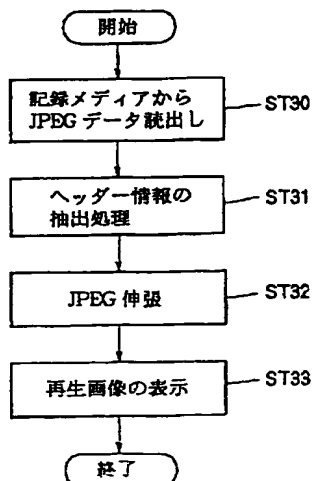 開始
記録メディアから
JPEG データ読出し
ST30
ヘッダー情報の
抽出処理
ST31
JPEG 伸張
ST32
再生画像の表示
ST33
終了